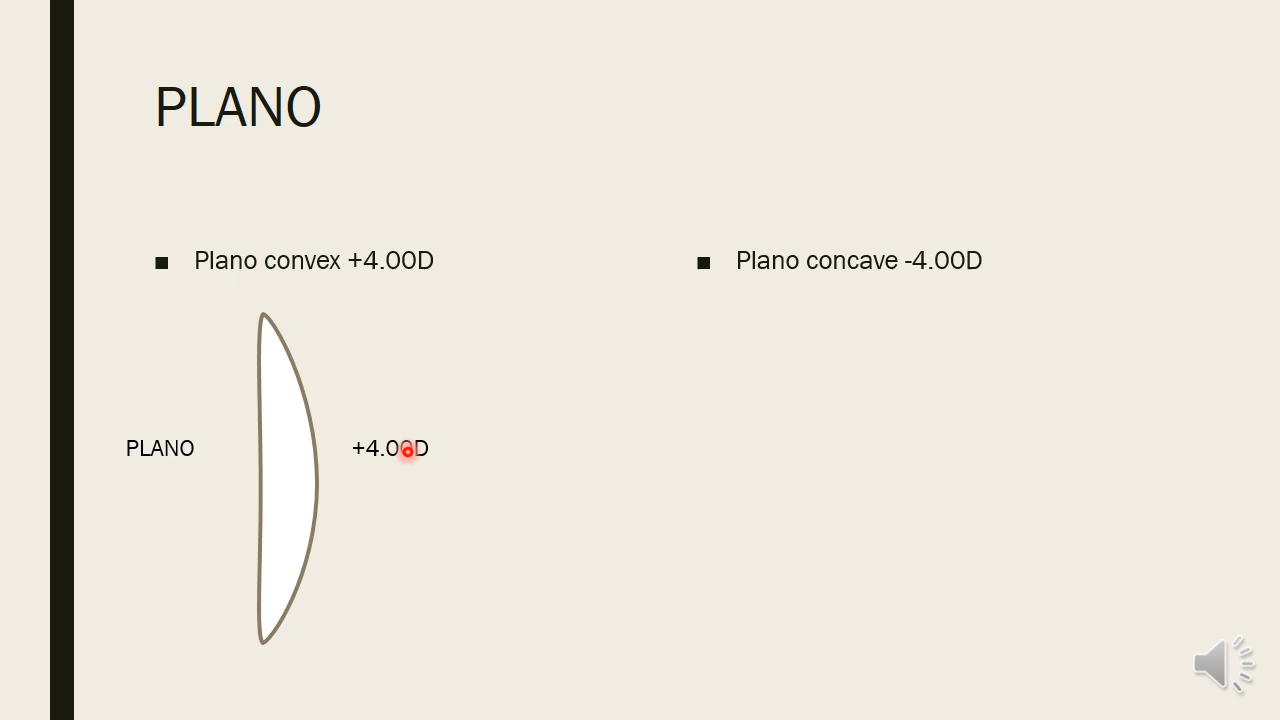 PLANO
Plano convex +4.00D
Plano concave -4.00D
PLANO
+4.00D